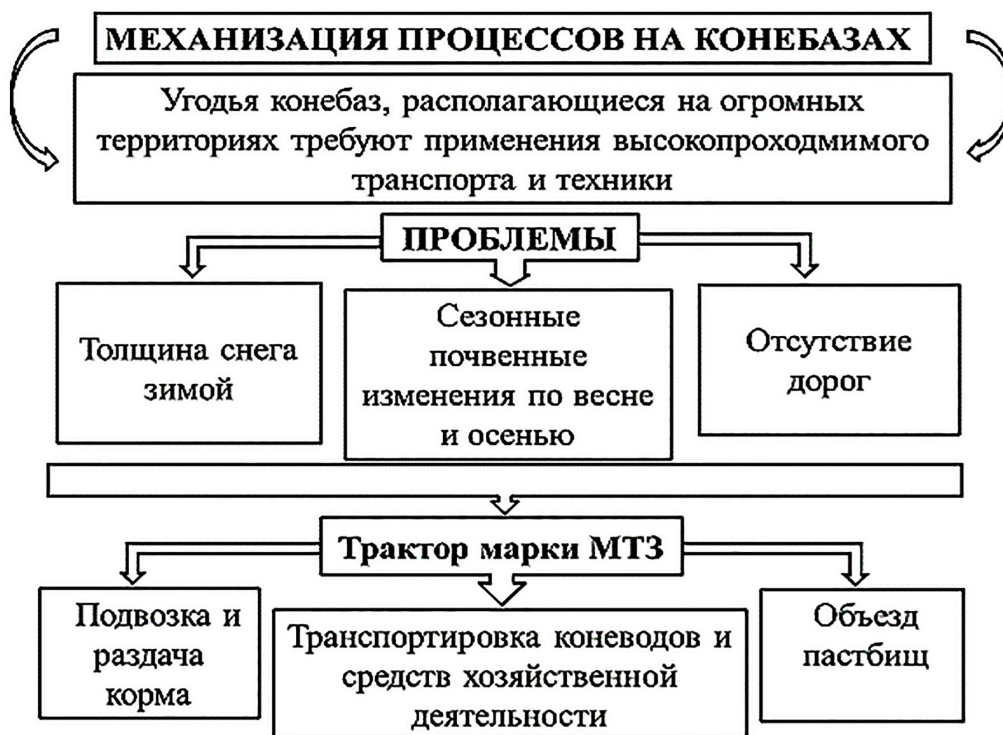 МЕХАНИЗАЦИЯ ПРОЦЕССОВ НА КОНЕБАЗАХ
Угодья конебаз, располагающиеся на огромных
территориях требуют применения высокопроходмимого
транспорта и техники
ПРОБЛЕМЫ
Толщина снега
зимой
Сезонные
почвенные
изменения по весне
и осенью
Отсутствие
дорог
Трактор марки МТЗ
Подвозка и
раздача
корма
Транспортировка коневодов и
средств хозяйственной
деятельности
Объезд
пастбищ